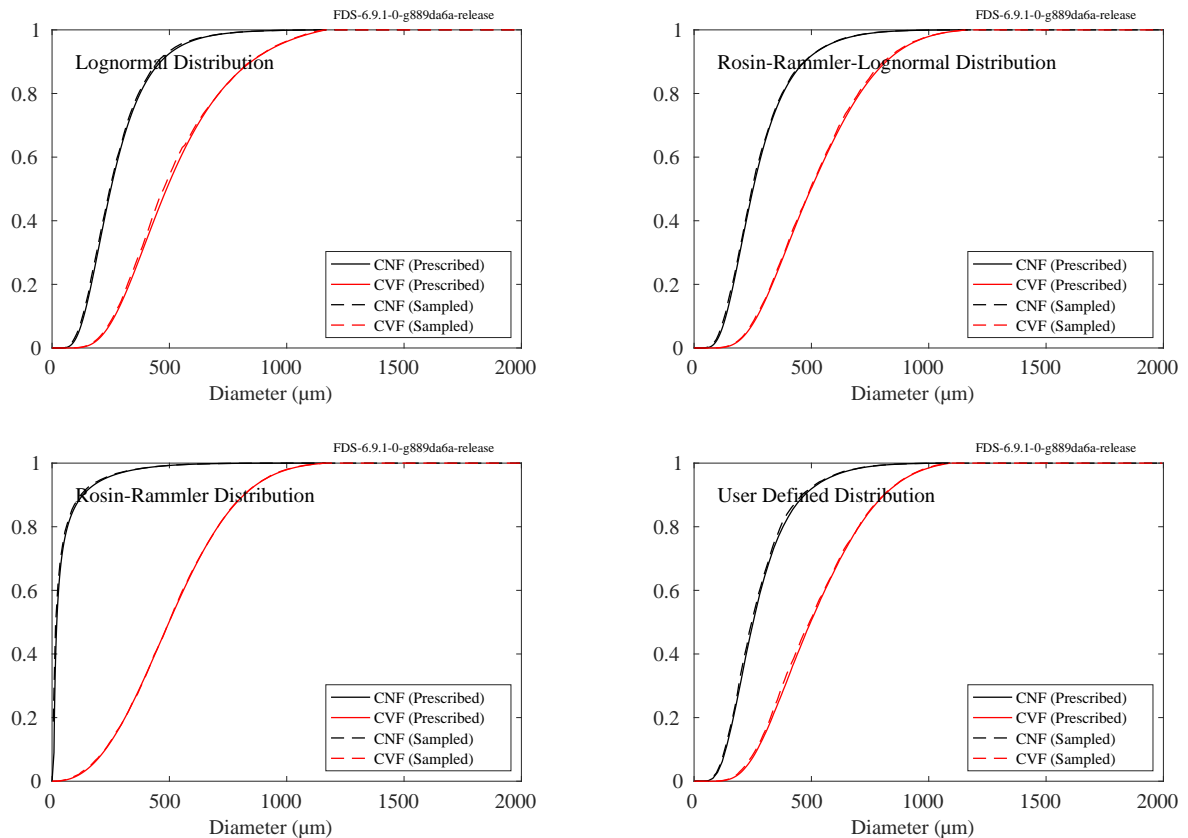 FDS-6.9.1-0-g889da6a-release
Lognormal Distribution
1
0.8
0.6
0.4
0.2
0
CNF (Prescribed)
CVF (Prescribed)
CNF (Sampled)
CVF (Sampled)
0 500 1000 1500 2000
Diameter (µm)
FDS-6.9.1-0-g889da6a-release
Rosin-Rammler-Lognormal Distribution
1
0.8
0.6
0.4
0.2
0
CNF (Prescribed)
CVF (Prescribed)
CNF (Sampled)
CVF (Sampled)
0 500 1000 1500 2000
Diameter (µm)
FDS-6.9.1-0-g889da6a-release
Rosin-Rammler Distribution
1
0.8
0.6
0.4
0.2
0
CNF (Prescribed)
CVF (Prescribed)
CNF (Sampled)
CVF (Sampled)
0 500 1000 1500 2000
Diameter (µm)
FDS-6.9.1-0-g889da6a-release
User Defined Distribution
1
0.8
0.6
0.4
0.2
0
CNF (Prescribed)
CVF (Prescribed)
CNF (Sampled)
CVF (Sampled)
0 500 1000 1500 2000
Diameter (µm)